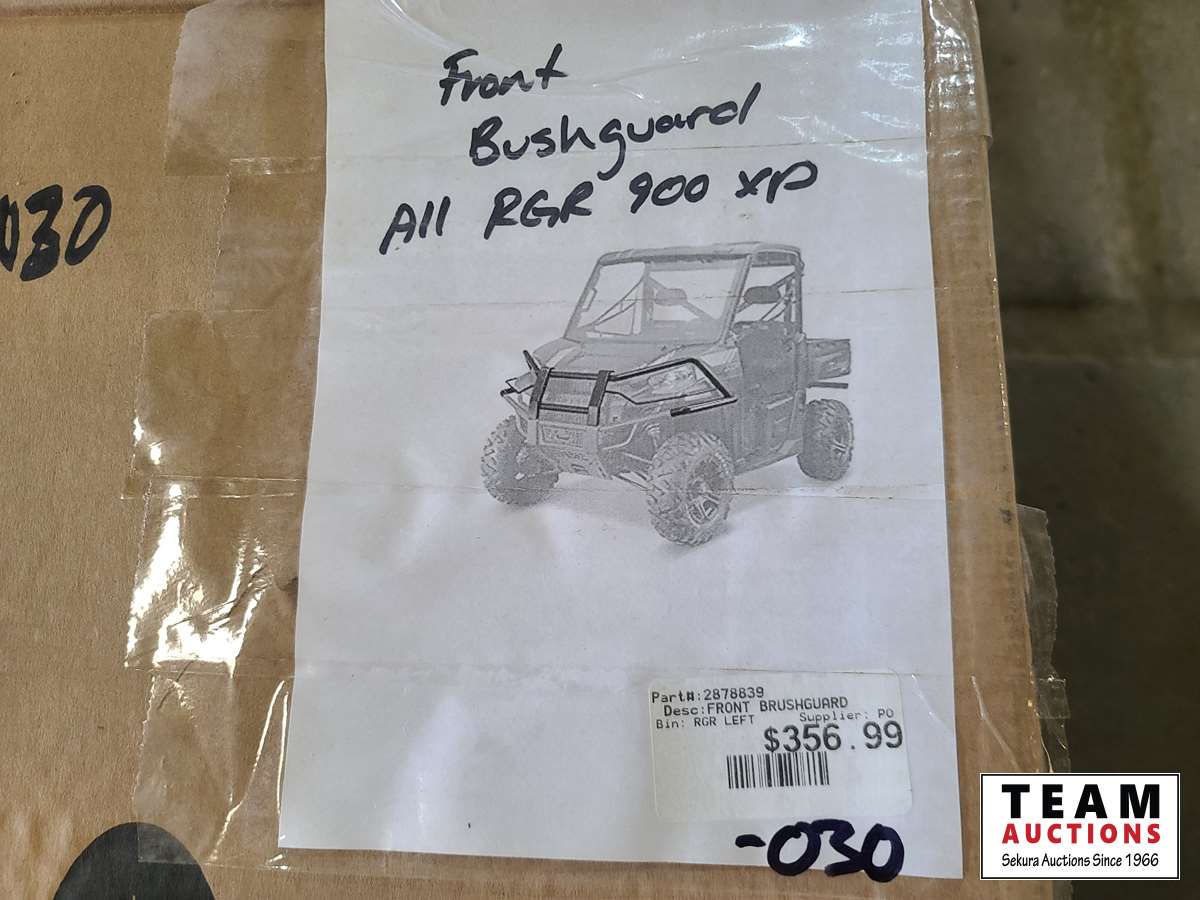 Front
Bushguard
All RGR 900 XP
030
Part#:2878839
Desc:FRONT BRUSHGUARD
Bin: RGR LEFT Supplier: PO
$356.99
-030
TEAM
AUCTIONS
Sekura Auctions Since 1966